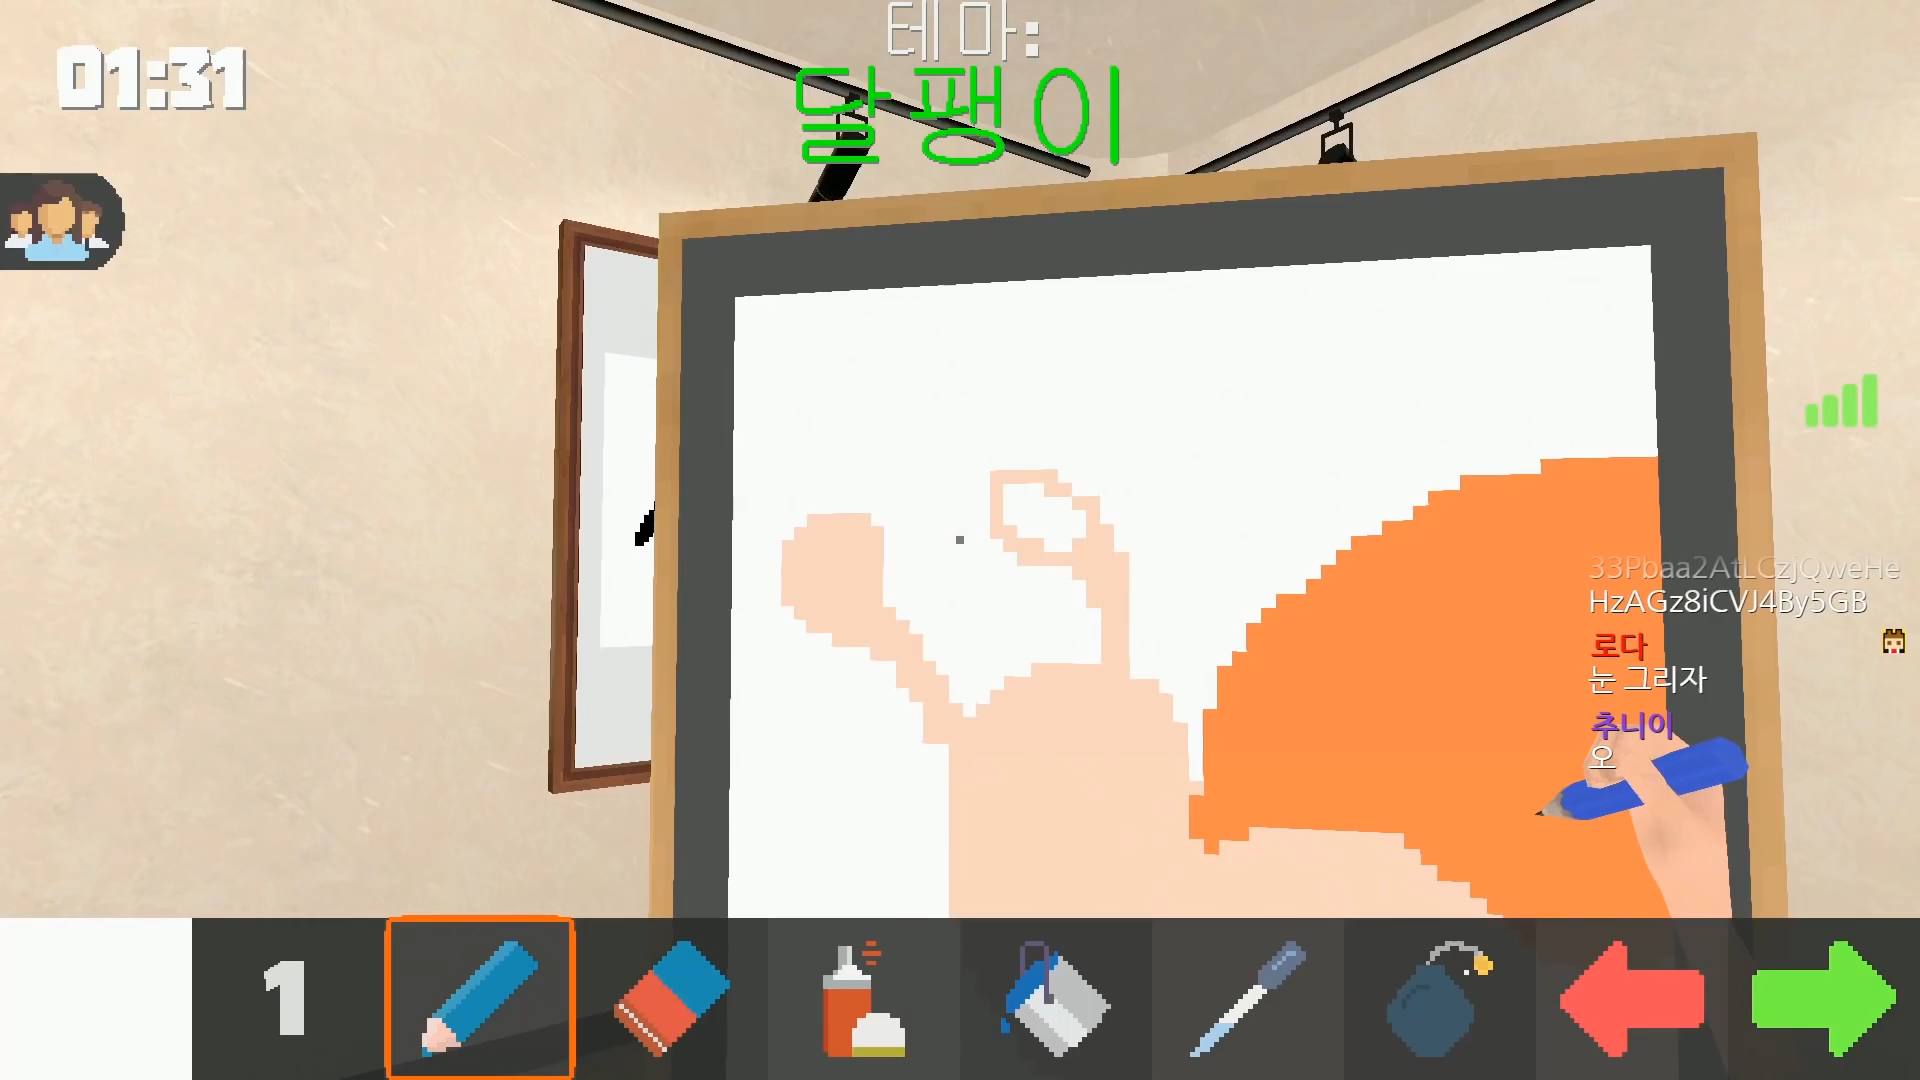 테마:
01:31
달팽이
33Pbaa2AtLCzjQweHe
HzAGz8iCVJ4By5GB
로다
눈 그리자
추니이
오
1